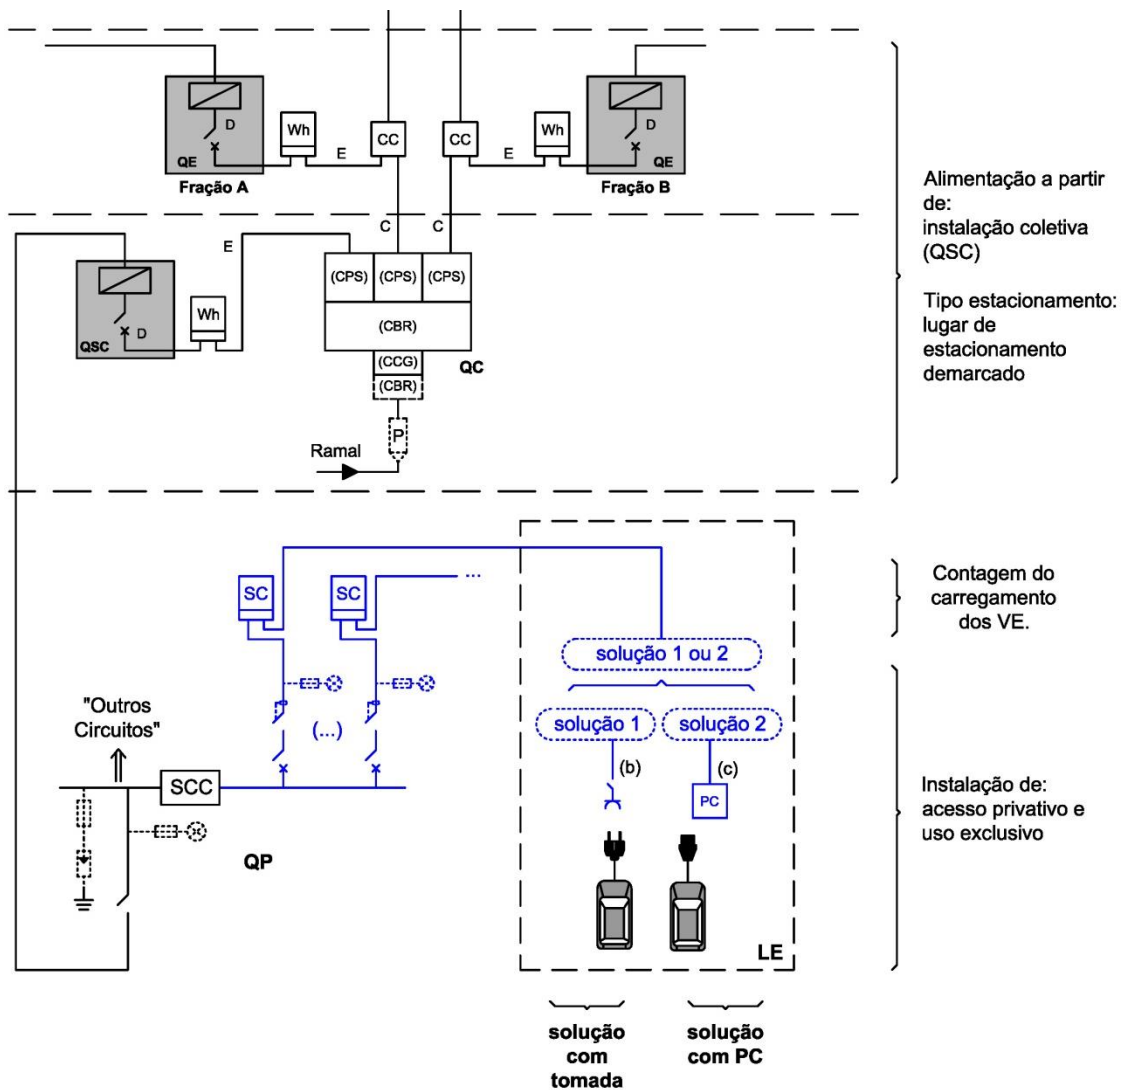 D
QE
Fração A
Wh
E
CC
CC
E
Wh
D
QE
Fração B
C
C
E
D
QSC
Wh
(CPS)
(CPS)
(CPS)
(CBR)
(CCG)
(CBR)
QC
P
Ramal
Alimentação a partir
de:
instalação coletiva
(QSC)
Tipo estacionamento:
lugar de
estacionamento
demarcado
SC
SC
...
Contagem do
carregamento
dos VE.
solução 1 ou 2
solução 1
solução 2
"Outros
Circuitos"
(...)
(b)
(c)
PC
SCC
QP
LE
Instalação de:
acesso privativo e
uso exclusivo
solução
com
tomada
solução
com PC